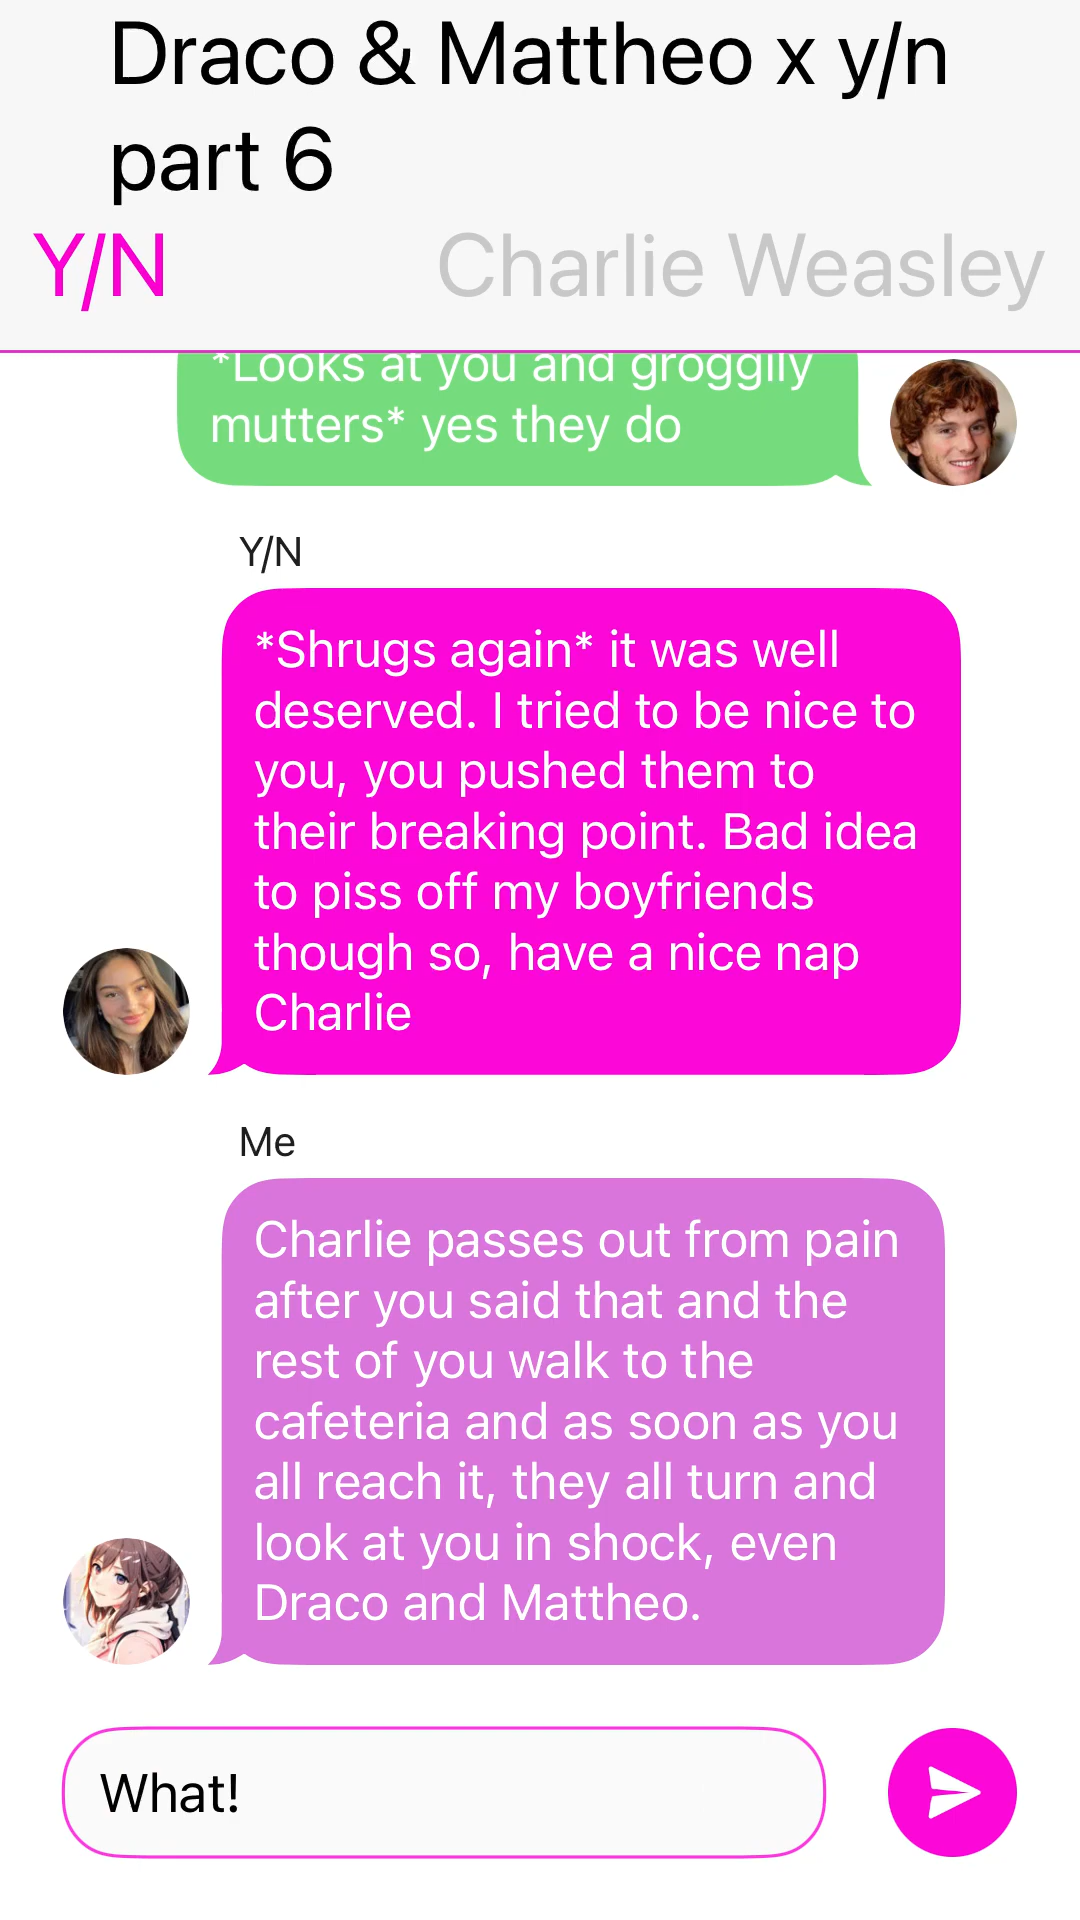 Draco & Mattheo x y/n
part 6
Y/N
Charlie Weasley
*Looks at you and groggily
mutters* yes they do
Y/N
*Shrugs again* it was well
deserved. I tried to be nice to
you, you pushed them to
their breaking point. Bad idea
to piss off my boyfriends
though so, have a nice nap
Charlie
Me
Charlie passes out from pain
after you said that and the
rest of you walk to the
cafeteria and as soon as you
all reach it, they all turn and
look at you in shock, even
Draco and Mattheo.
What!